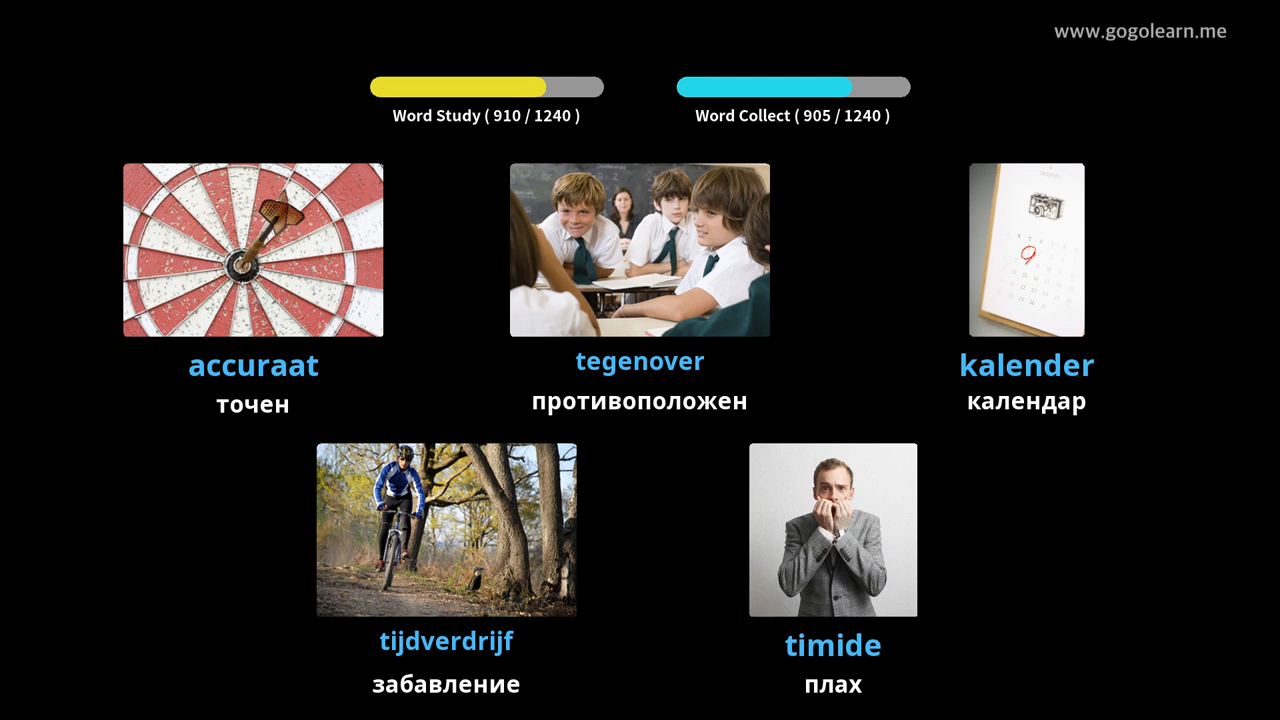 www.gogolearn.me
Word Study ( 910 / 1240 )
Word Collect ( 905 / 1240 )
accuraat
точен
tegenover
противоположен
kalender
календар
tijdverdrijf
забавление
timide
плах